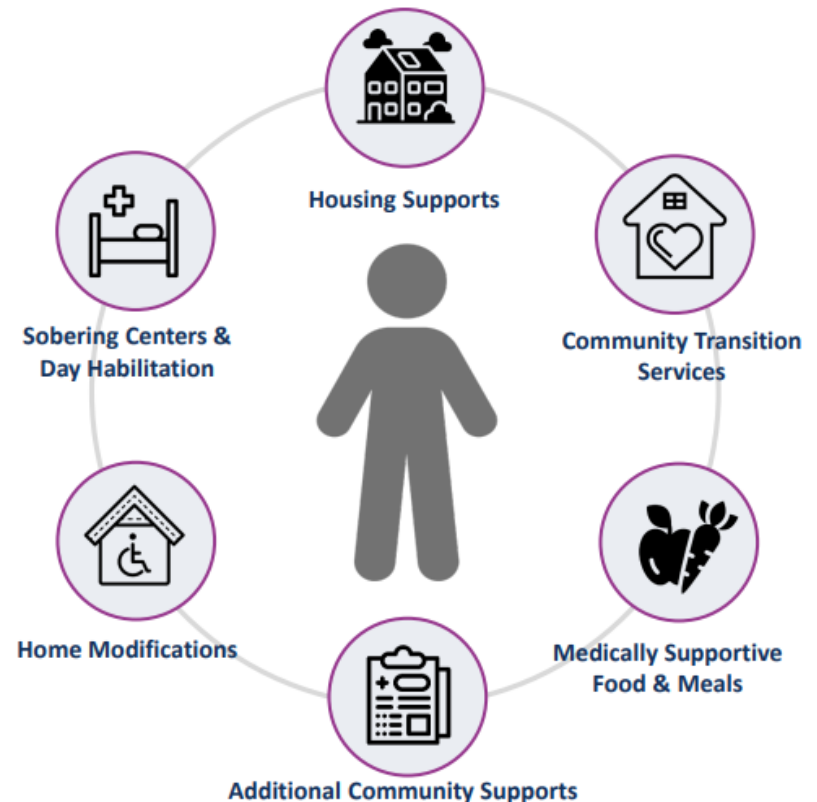 Housing Supports
Sobering Centers &
Day Habilitation
Community Transition
Services
Home Modifications
Medically Supportive
Food & Meals
Additional Community Supports